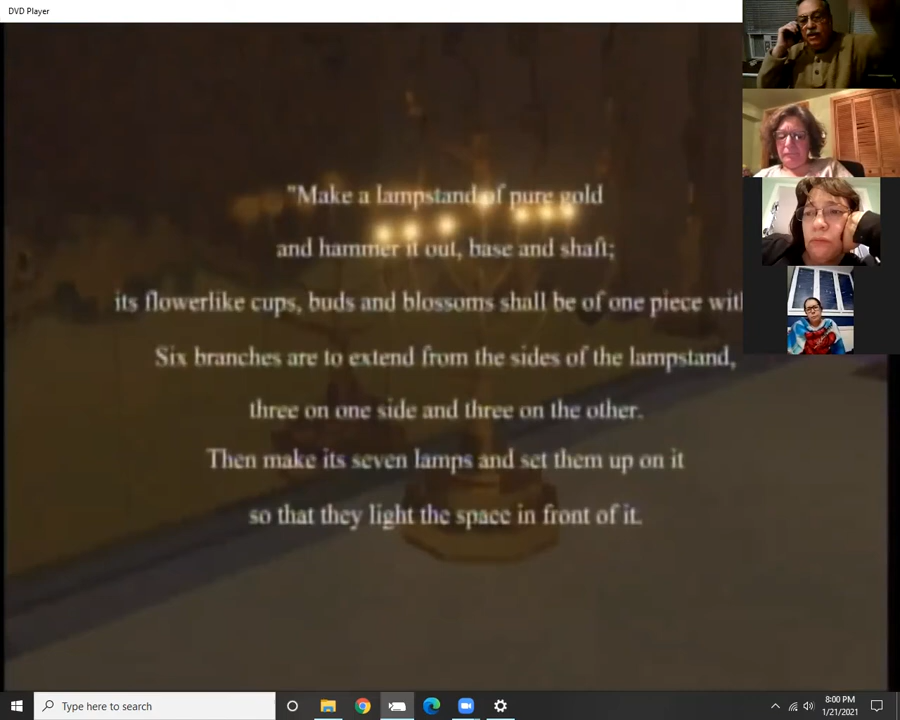 DVD Player
"Make a lampstand of pure gold
and hammer it out, base and shaft;
its flowerlike cups, buds and blossoms shall be of one piece
Six branches are to extend from the sides of the lampstand,
three on one side and three on the other.
Then make its seven lamps and set them up on it
so that they light the space in front of it.
Type here to search
8:00 PM
1/21/2021